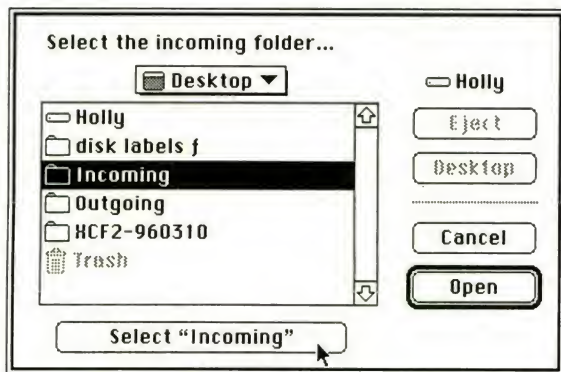 Select the incoming folder...
Desktop
Holly
disk labels ƒ
Incoming
Outgoing
XCF2-960310
Trash
Holly
Eject
Desktop
Cancel
Open
Select “Incoming”